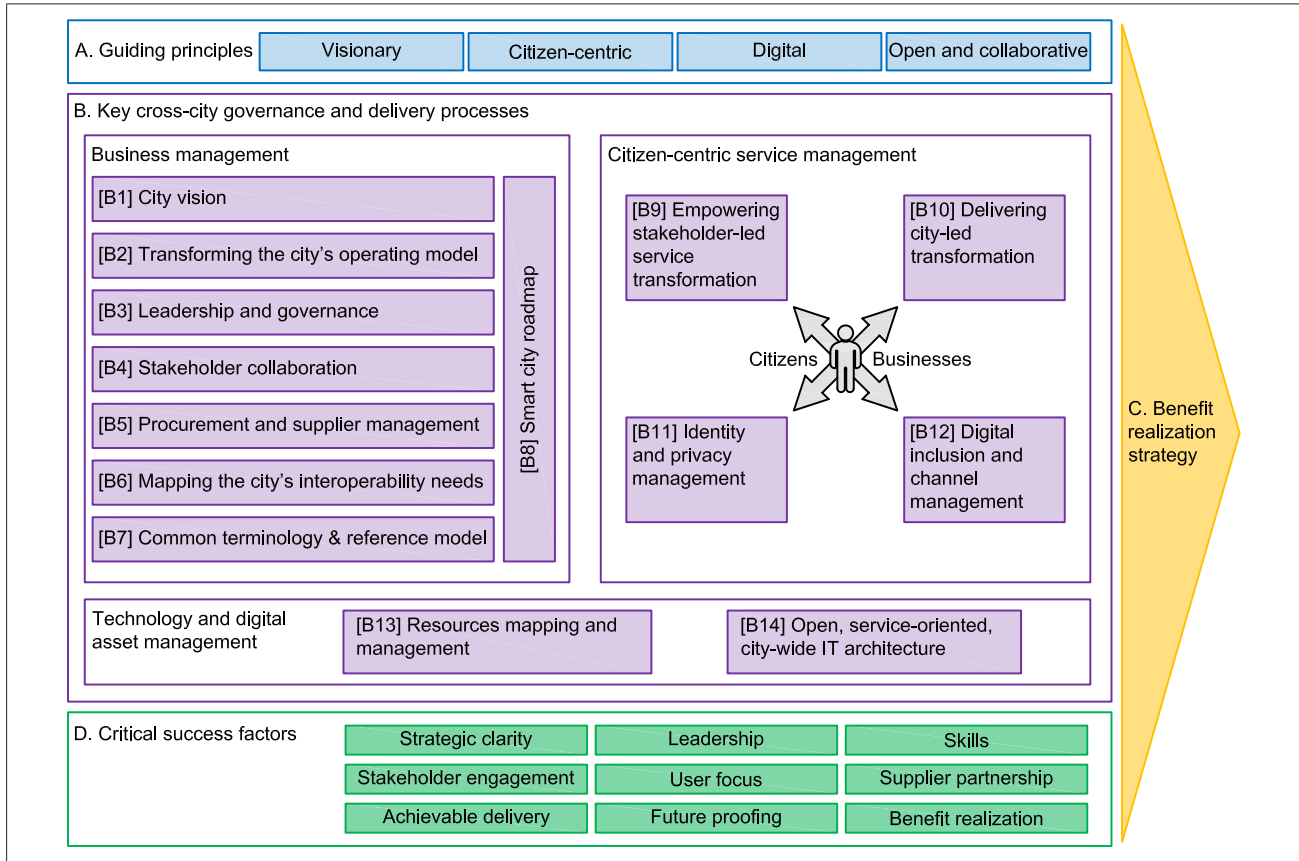 A. Guiding principles
Visionary
Citizen-centric
Digital
Open and collaborative
B. Key cross-city governance and delivery processes
Business management
[B1] City vision
[B2] Transforming the city's operating model
[B3] Leadership and governance
[B4] Stakeholder collaboration
[B5] Procurement and supplier management
[B6] Mapping the city's interoperability needs
[B7] Common terminology & reference model
[B8] Smart city roadmap
Citizen-centric service management
[B9] Empowering
stakeholder-led
service
transformation
[B10] Delivering
city-led
transformation
Citizens
Businesses
[B11] Identity
and privacy
management
[B12] Digital
inclusion and
channel
management
Technology and digital
asset management
[B13] Resources mapping and
management
[B14] Open, service-oriented,
city-wide IT architecture
C. Benefit
realization
strategy
D. Critical success factors
Strategic clarity
Leadership
Skills
Stakeholder engagement
User focus
Supplier partnership
Achievable delivery
Future proofing
Benefit realization